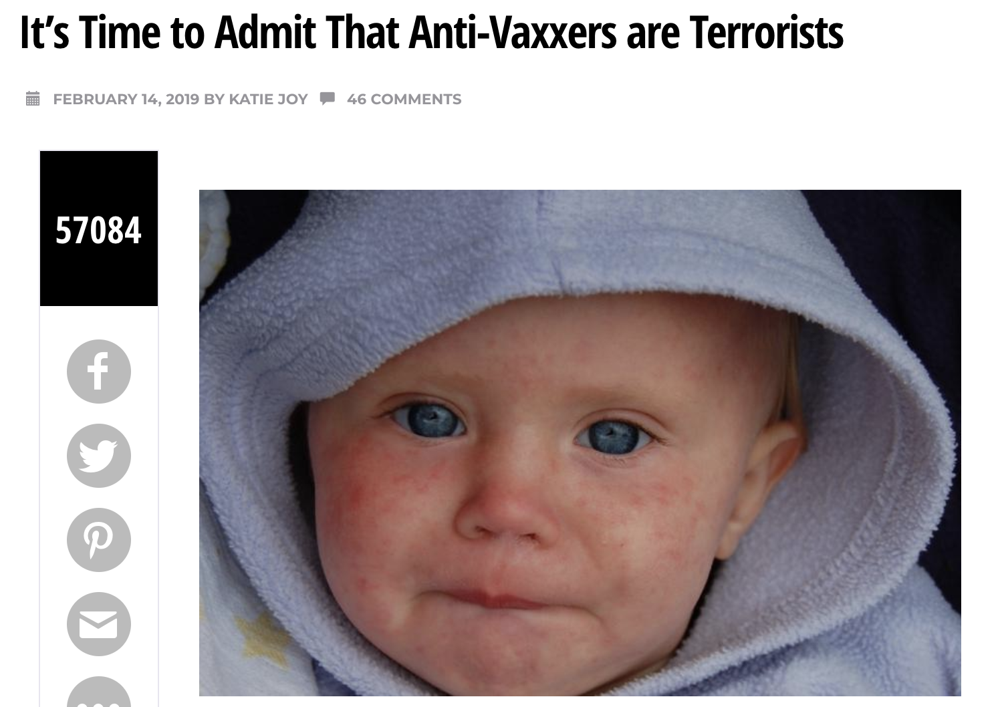 It’s Time to Admit That Anti-Vaxxers are Terrorists
FEBRUARY 14, 2019 BY KATIE JOY 46 COMMENTS
57084